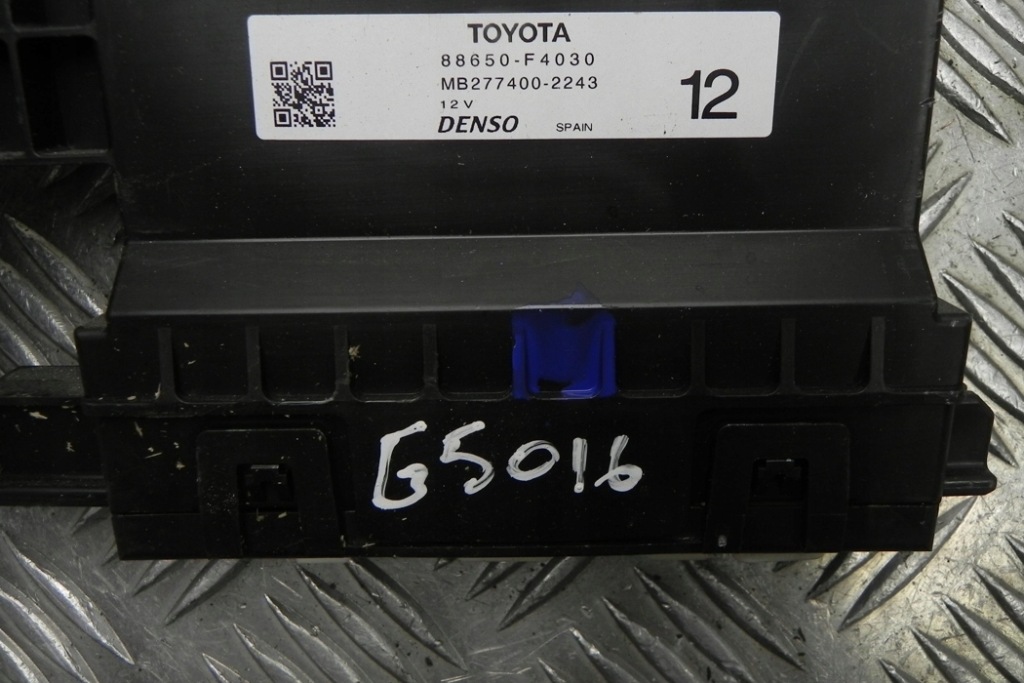 TOYOTA
88650-F4030
MB277400-2243
12V
DENSO SPAIN
12
G5016